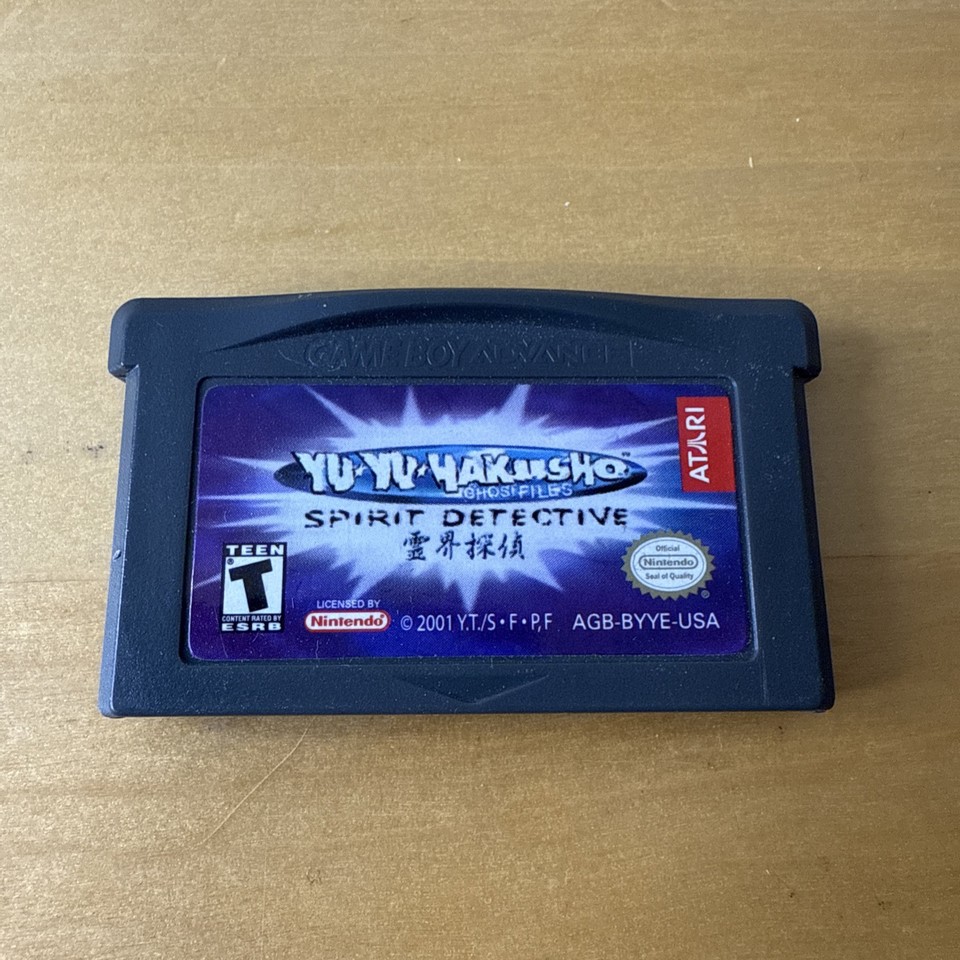 GAME BOY ADVANCE
ATARI
YU★YU★HAKUSHO™
GHOST FILES
SPIRIT DETECTIVE
霊界探偵
TEEN
T
®
CONTENT RATED BY
ESRB
LICENSED BY
Nintendo®
© 2001 Y.T./S•F•P,F
AGB-BYYE-USA
Official
Nintendo
Seal of Quality
®